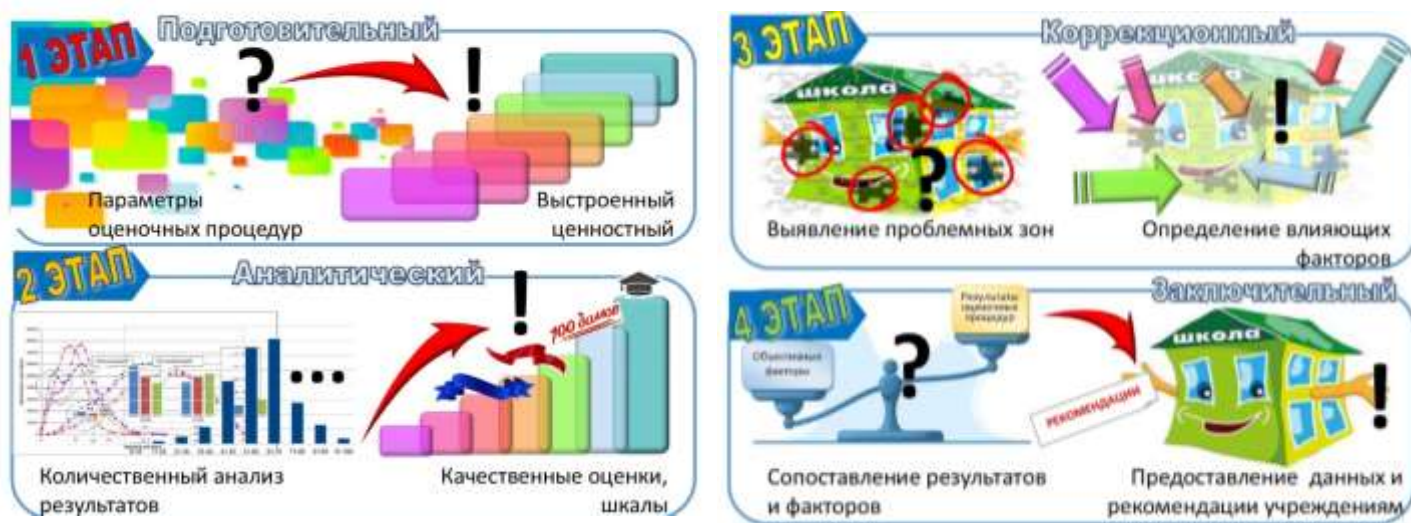 1 ЭТАП
Подготовительный
?
!
Параметры
оценочных процедур
Выстроенный
ценностный
2 ЭТАП
Аналитический
!
100 баллов
...
Количественный анализ
результатов
Качественные оценки,
шкалы
3 ЭТАП
Коррекционный
школа
?
!
Выявление проблемных зон
Определение влияющих
факторов
4 ЭТАП
Заключительный
Объективные
факторы
?
Результаты
оценочных
процедур
школа
РЕКОМЕНДАЦИИ
!
Сопоставление результатов
и факторов
Предоставление данных и
рекомендации учреждениям